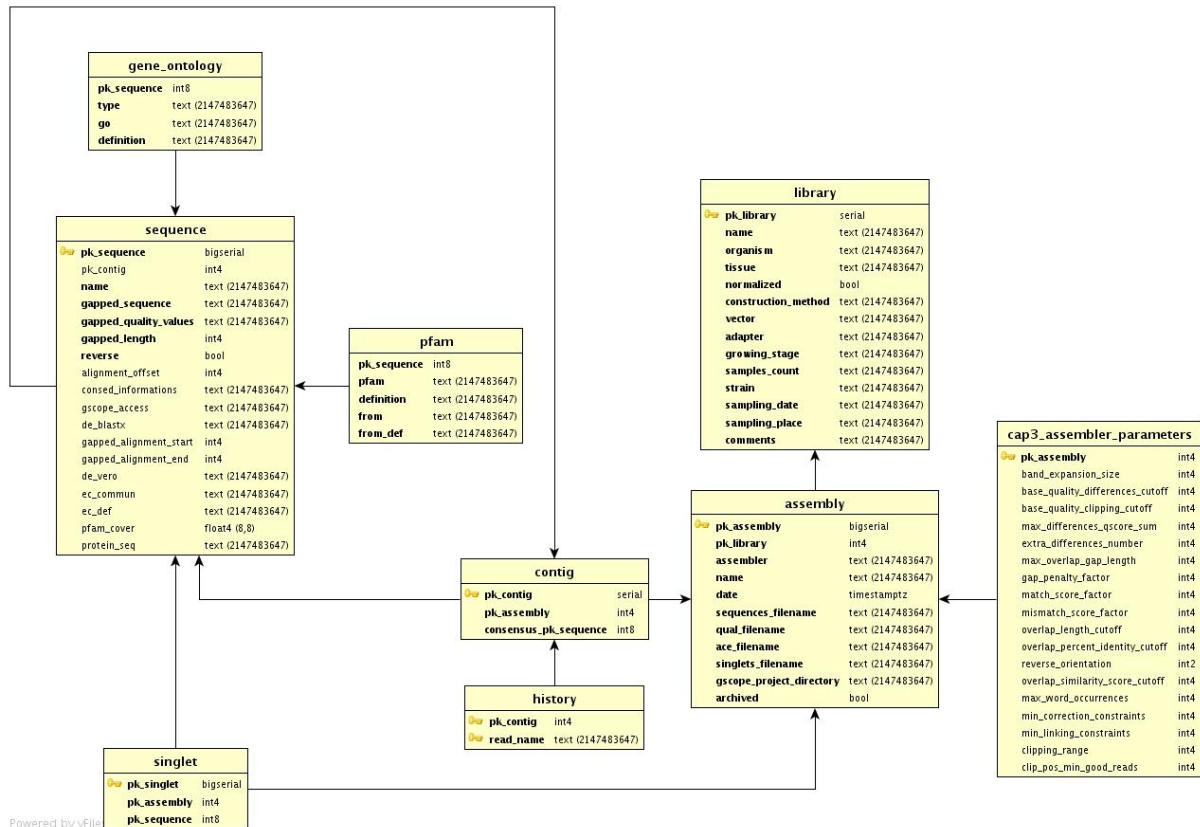 gene_ontology
pk_sequence int8
type text (2147483647)
go text (2147483647)
definition text (2147483647)
sequence
pk_sequence bigserial
pk_contig int4
name text (2147483647)
gapped_sequence text (2147483647)
gapped_quality_values text (2147483647)
gapped_length int4
reverse bool
alignment_offset int4
consed_informations text (2147483647)
gscope_access text (2147483647)
de_blastx text (2147483647)
gapped_alignment_start int4
gapped_alignment_end int4
de_vero text (2147483647)
ec_commun text (2147483647)
ec_def text (2147483647)
pfam_cover float4 (8,8)
protein_seq text (2147483647)
pfam
pk_sequence int8
pfam text (2147483647)
definition text (2147483647)
from text (2147483647)
from_def text (2147483647)
library
pk_library serial
name text (2147483647)
organism text (2147483647)
tissue text (2147483647)
normalized bool
construction_method text (2147483647)
vector text (2147483647)
adapter text (2147483647)
growing_stage text (2147483647)
samples_count text (2147483647)
strain text (2147483647)
sampling_date text (2147483647)
sampling_place text (2147483647)
comments text (2147483647)
cap3_assembler_parameters
pk_assembly int4
band_expansion_size int4
base_quality_differences_cutoff int4
base_quality_clipping_cutoff int4
max_differences_qscore_sum int4
extra_differences_number int4
max_overlap_gap_length int4
gap_penalty_factor int4
match_score_factor int4
mismatch_score_factor int4
overlap_length_cutoff int4
overlap_percent_identity_cutoff int4
reverse_orientation int2
overlap_similarity_score_cutoff int4
max_word_occurrences int4
min_correction_constraints int4
min_linking_constraints int4
clipping_range int4
clip_pos_min_good_reads int4
assembly
pk_assembly bigserial
pk_library int4
assembler text (2147483647)
name text (2147483647)
date timestamptz
sequences_filename text (2147483647)
qual_filename text (2147483647)
ace_filename text (2147483647)
singlets_filename text (2147483647)
gscope_project_directory text (2147483647)
archived bool
contig
pk_contig serial
pk_assembly int4
consensus_pk_sequence int8
history
pk_contig int4
read_name text (2147483647)
singlet
pk_singlet bigserial
pk_assembly int4
pk_sequence int8
Powered by yFiles